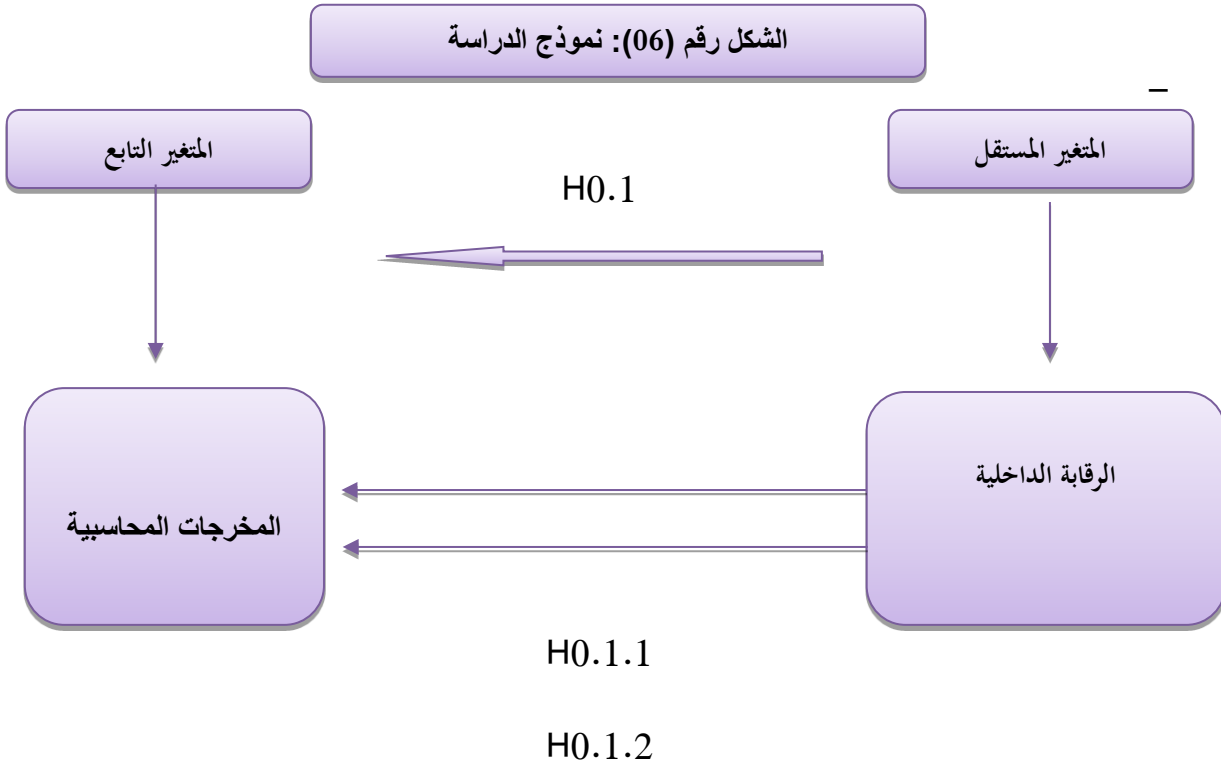 الشكل رقم (06): نموذج الدراسة
–
المتغير المستقل
المتغير التابع
H0.1
الرقابة الداخلية
المخرجات المحاسبية
H0.1.1
H0.1.2